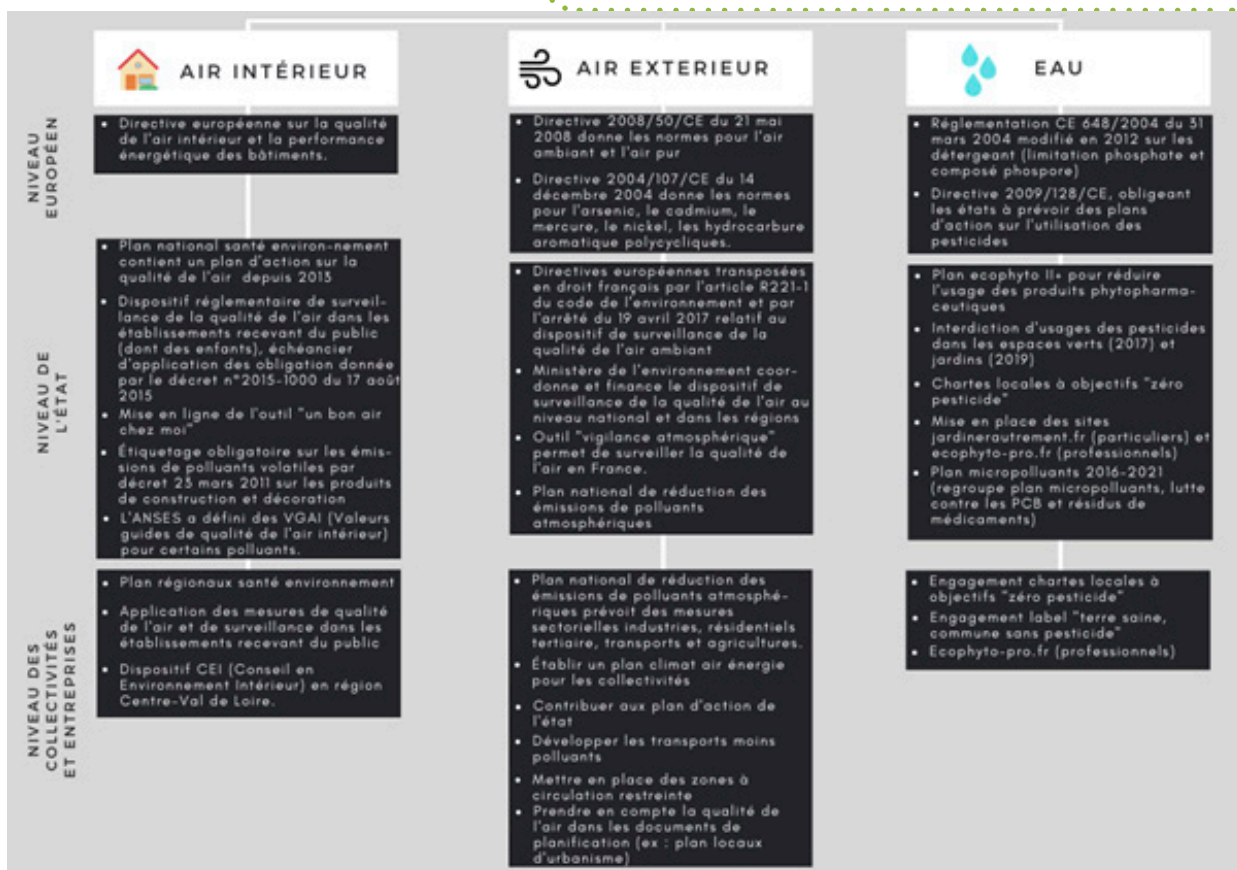 AIR INTÉRIEUR
AIR EXTERIEUR
EAU
NIVEAU
EUROPÉEN
• Directive européenne sur la qualité
de l'air intérieur et la performance
énergétique des bâtiments.
• Directive 2008/50/CE du 21 mai
2008 donne les normes pour l'air
ambiant et l'air pur
• Directive 2004/107/CE du 14
décembre 2004 donne les normes
pour l'arsenic, le cadmium, le
mercure, le nickel, les hydrocarbure
aromatique polycycliques.
• Réglementation CE 648/2004 du 31
mars 2004 modifié en 2012 sur les
détergeant (limitation phosphate et
composé phospore)
• Directive 2009/128/CE, obligeant
les états à prévoir des plans
d'action sur l'utilisation des
pesticides
NIVEAU DE
L'ÉTAT
• Plan national santé environ-nement
contient un plan d'action sur la
qualité de l'air depuis 2013
• Dispositif réglementaire de surveil-
lance de la qualité de l'air dans les
établissements recevant du public
(dont des enfants), échéancier
d'application des obligation donnée
par le décret n°2015-1000 du 17 août
2015
• Mise en ligne de l'outil "un bon air
chez moi"
• Étiquetage obligatoire sur les émis-
sions de polluants volatiles par
décret 23 mars 2011 sur les produits
de construction et décoration
• L'ANSES a défini des VGAI (Valeurs
guides de qualité de l'air intérieur)
pour certains polluants.
• Directives européennes transposées
en droit français par l'article R221-1
du code de l'environnement et par
l'arrêté du 19 avril 2017 relatif au
dispositif de surveillance de la
qualité de l'air ambiant
• Ministère de l'environnement coor-
donne et finance le dispositif de
surveillance de la qualité de l'air au
niveau national et dans les régions
• Outil "vigilance atmosphérique"
permet de surveiller la qualité de
l'air en France.
• Plan national de réduction des
émissions de polluants
atmosphériques
• Plan ecophyto II+ pour réduire
l'usage des produits phytopharma-
ceutiques
• Interdiction d'usages des pesticides
dans les espaces verts (2017) et
jardins (2019)
• Chartes locales à objectifs "zéro
pesticide"
• Mise en place des sites
jardinerautrement.fr (particuliers) et
ecophyto-pro.fr (professionnels)
• Plan micropolluants 2016-2021
(regroupe plan micropolluants, lutte
contre les PCB et résidus de
médicaments)
NIVEAU DES
COLLECTIVITÉS
ET ENTREPRISES
• Plan régionaux santé environnement
• Application des mesures de qualité
de l'air et de surveillance dans les
établissements recevant du public
• Dispositif CEI (Conseil en
Environnement Intérieur) en région
Centre-Val de Loire.
• Plan national de réduction des
émissions de polluants atmosphé-
riques prévoit des mesures
sectorielles industries, résidentiels
tertiaire, transports et agricultures.
• Établir un plan climat air énergie
pour les collectivités
• Contribuer aux plan d'action de
l'état
• Développer les transports moins
polluants
• Mettre en place des zones à
circulation restreinte
• Prendre en compte la qualité de
l'air dans les documents de
planification (ex : plan locaux
d'urbanisme)
• Engagement chartes locales à
objectifs "zéro pesticide"
• Engagement label "terre saine,
commune sans pesticide"
• Ecophyto-pro.fr (professionnels)